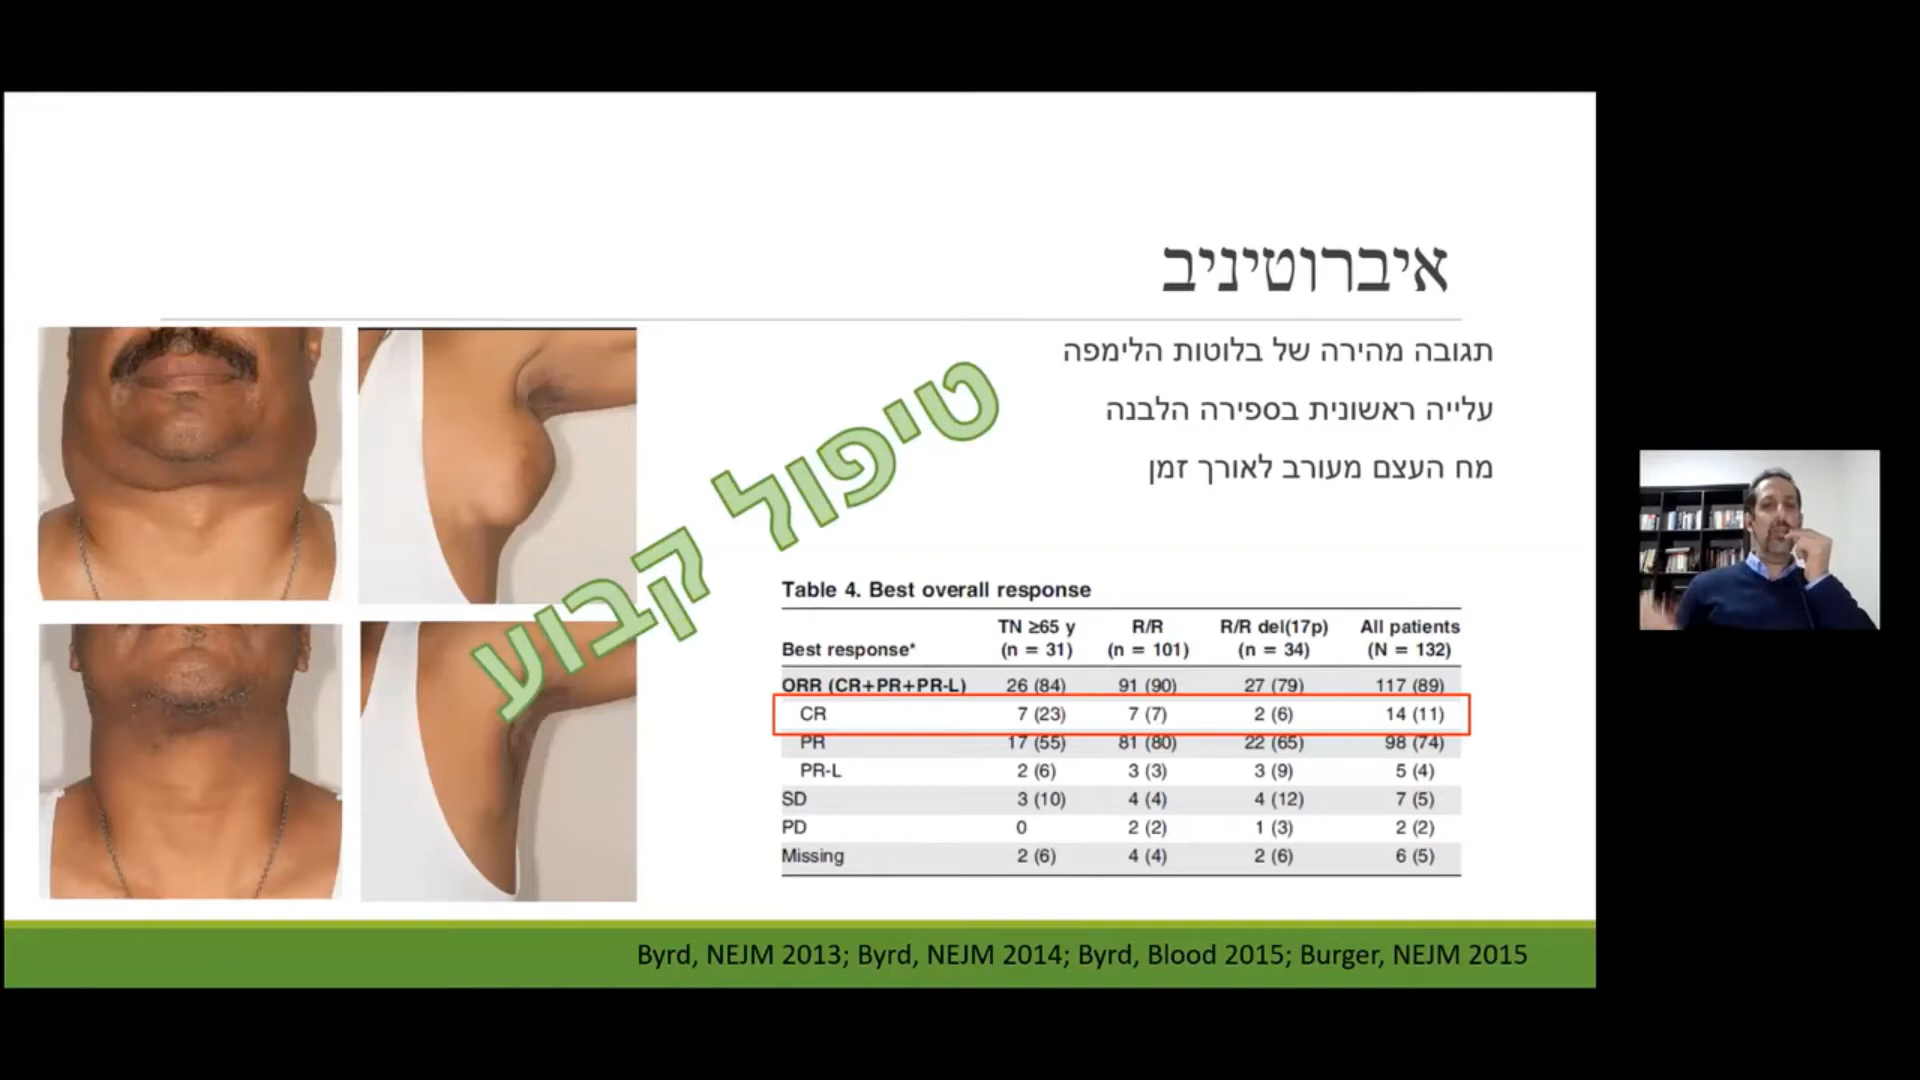 איברוטיניב
תגובה מהירה של בלוטות הלימפה
עלייה ראשונית בספירה הלבנה
מח העצם מעורב לאורך זמן
טיפול קבוע
Table 4. Best overall response
Best response* TN ≥65 y (n = 31) R/R (n = 101) R/R del(17p) (n = 34) All patients (N = 132)
ORR (CR+PR+PR-L) 26 (84) 91 (90) 27 (79) 117 (89)
CR 7 (23) 7 (7) 2 (6) 14 (11)
PR 17 (55) 81 (80) 22 (65) 98 (74)
PR-L 2 (6) 3 (3) 3 (9) 5 (4)
SD 3 (10) 4 (4) 4 (12) 7 (5)
PD 0 2 (2) 1 (3) 2 (2)
Missing 2 (6) 4 (4) 2 (6) 6 (5)
Byrd, NEJM 2013; Byrd, NEJM 2014; Byrd, Blood 2015; Burger, NEJM 2015